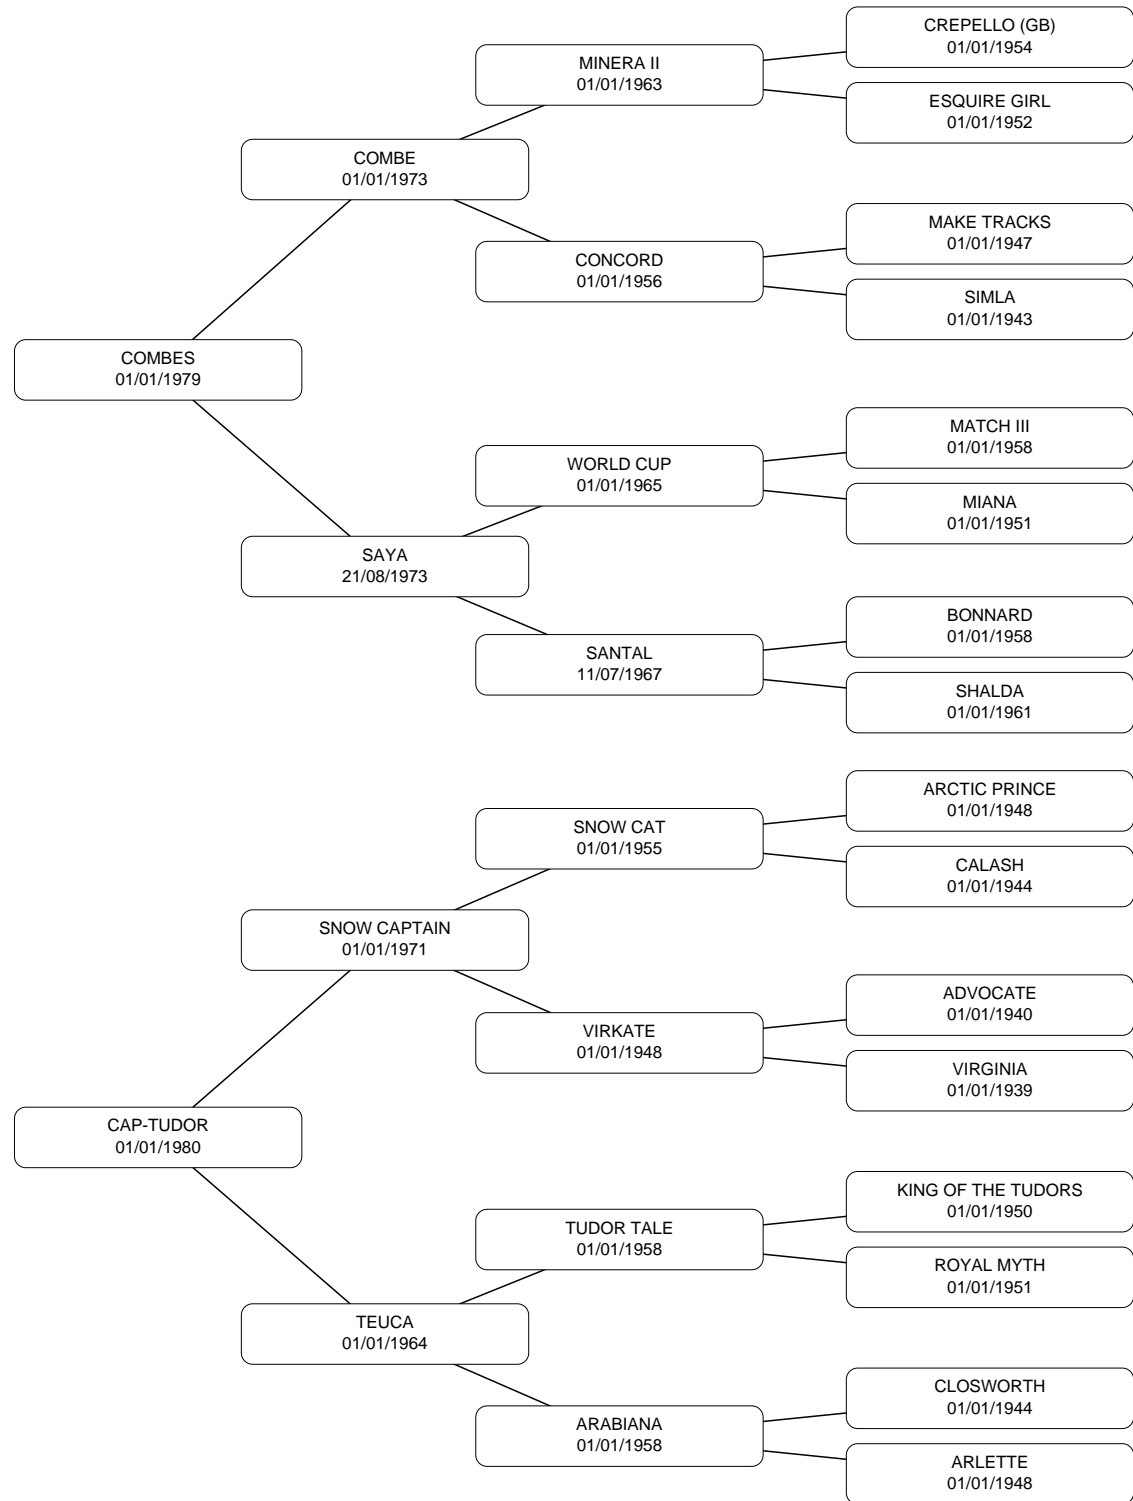 CREPELLO (GB)
01/01/1954
MINERA II
01/01/1963
ESQUIRE GIRL
01/01/1952
COMBE
01/01/1973
MAKE TRACKS
01/01/1947
CONCORD
01/01/1956
SIMLA
01/01/1943
COMBES
01/01/1979
MATCH III
01/01/1958
WORLD CUP
01/01/1965
MIANA
01/01/1951
SAYA
21/08/1973
BONNARD
01/01/1958
SANTAL
11/07/1967
SHALDA
01/01/1961
ARCTIC PRINCE
01/01/1948
SNOW CAT
01/01/1955
CALASH
01/01/1944
SNOW CAPTAIN
01/01/1971
ADVOCATE
01/01/1940
VIRKATE
01/01/1948
VIRGINIA
01/01/1939
CAP-TUDOR
01/01/1980
KING OF THE TUDORS
01/01/1950
TUDOR TALE
01/01/1958
ROYAL MYTH
01/01/1951
TEUCA
01/01/1964
CLOSWORTH
01/01/1944
ARABIANA
01/01/1958
ARLETTE
01/01/1948